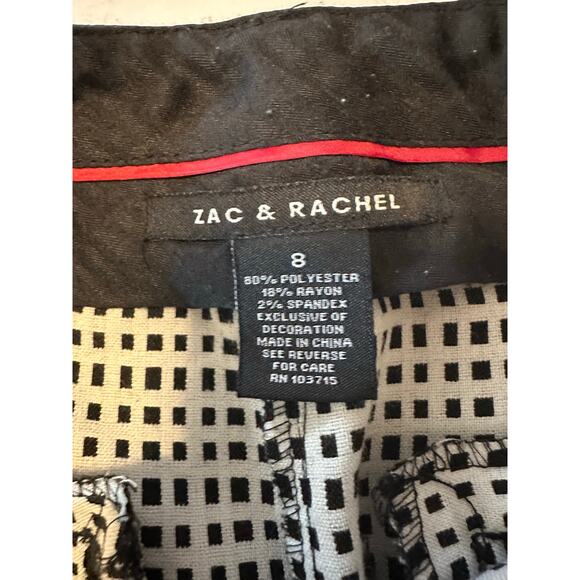 ZAC & RACHEL
8
80% POLYESTER
18% RAYON
2% SPANDEX
EXCLUSIVE OF
DECORATION
MADE IN CHINA
SEE REVERSE
FOR CARE
RN 103715